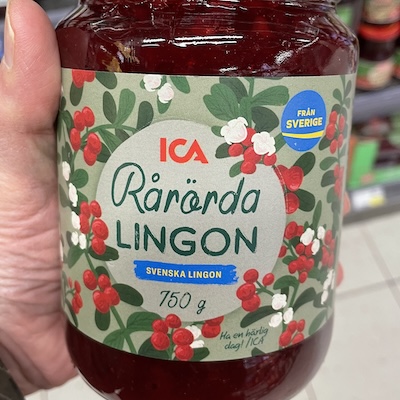 FRÅN
SVERIGE
ICA
Rårörda
LINGON
SVENSKA LINGON
750 g
Ha en härlig
dag! /ICA